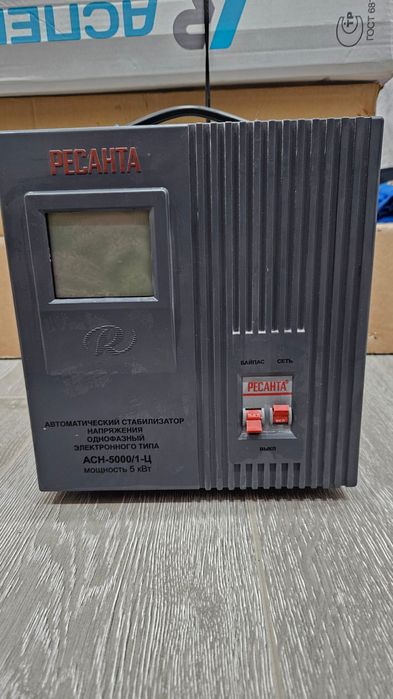 АСПЕ
ГОСТ 68
РЕСАНТА
БАЙПАС СЕТЬ
РЕСАНТА
ВЫКЛ
АВТОМАТИЧЕСКИЙ СТАБИЛИЗАТОР
НАПРЯЖЕНИЯ
ОДНОФАЗНЫЙ
ЭЛЕКТРОННОГО ТИПА
АСН-5000/1-Ц
мощность 5 кВт